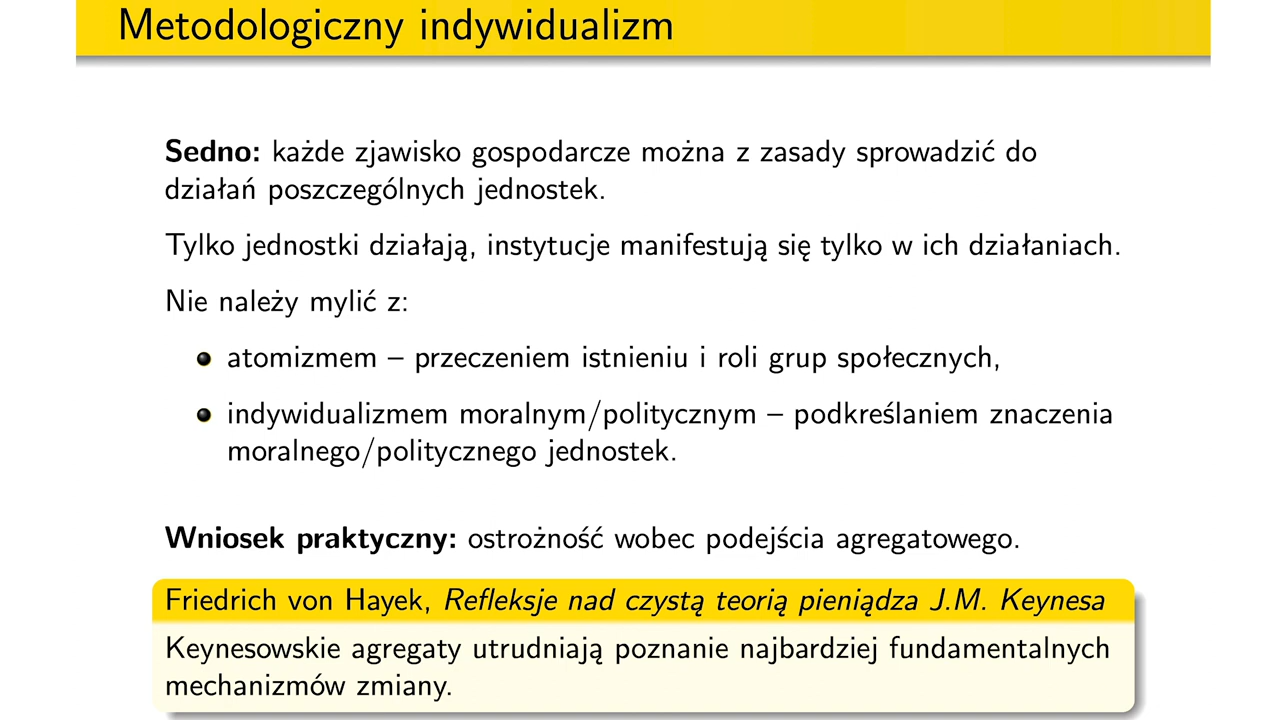 Metodologiczny indywidualizm
Sedno: każde zjawisko gospodarcze można z zasady sprowadzić do
działań poszczególnych jednostek.
Tylko jednostki działają, instytucje manifestują się tylko w ich działaniach.
Nie należy mylić z:
atomizmem – przeczeniem istnieniu i roli grup społecznych,
indywidualizmem moralnym/politycznym – podkreślaniem znaczenia
moralnego/politycznego jednostek.
Wniosek praktyczny: ostrożność wobec podejścia agregatowego.
Friedrich von Hayek, Refleksje nad czystą teorią pieniądza J.M. Keynesa
Keynesowskie agregaty utrudniają poznanie najbardziej fundamentalnych
mechanizmów zmiany.